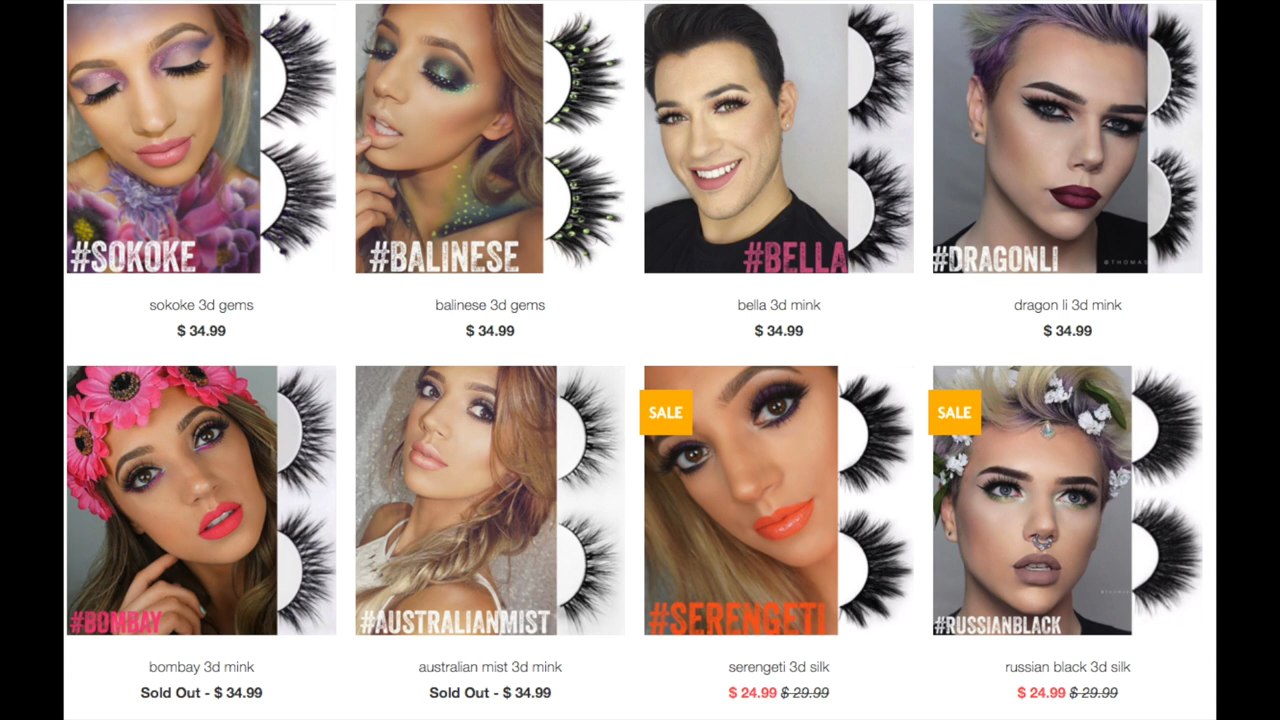 #SOKOKE
#BALINESE
#BELLA
#DRAGONLI
@THOMAS
sokoke 3d gems
balinese 3d gems
bella 3d mink
dragon li 3d mink
$ 34.99
$ 34.99
$ 34.99
$ 34.99
SALE
SALE
#BOMBAY
#AUSTRALIANMIST
#SERENGETI
#RUSSIANBLACK
bombay 3d mink
australian mist 3d mink
serengeti 3d silk
russian black 3d silk
Sold Out - $ 34.99
Sold Out - $ 34.99
$ 24.99 $ 29.99
$ 24.99 $ 29.99